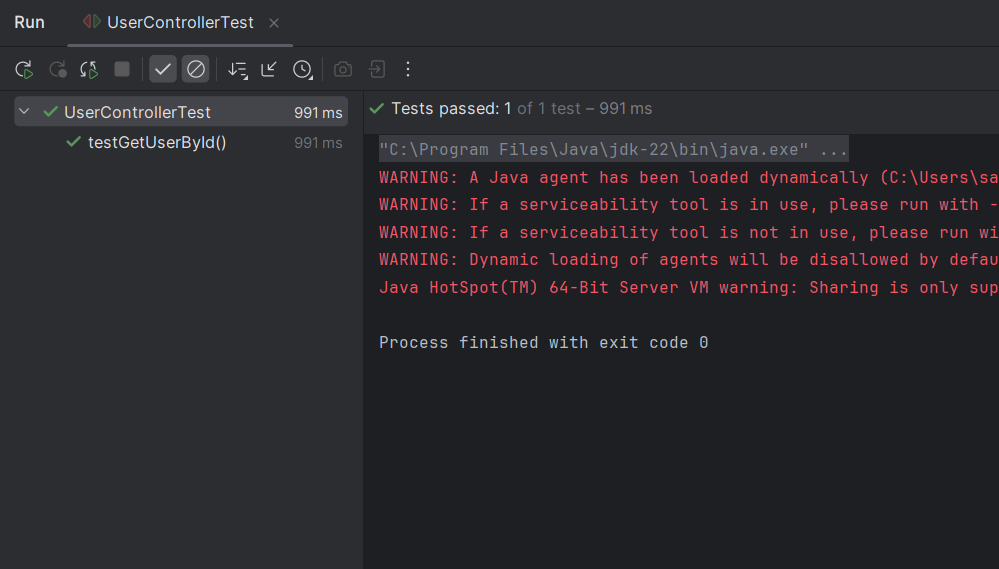 Run UserControllerTest
UserControllerTest 991 ms
testGetUserById() 991 ms
Tests passed: 1 of 1 test – 991 ms
"C:\Program Files\Java\jdk-22\bin\java.exe" ...
WARNING: A Java agent has been loaded dynamically (C:\Users\sa
WARNING: If a serviceability tool is in use, please run with -
WARNING: If a serviceability tool is not in use, please run wi
WARNING: Dynamic loading of agents will be disallowed by defau
Java HotSpot(TM) 64-Bit Server VM warning: Sharing is only sup
Process finished with exit code 0